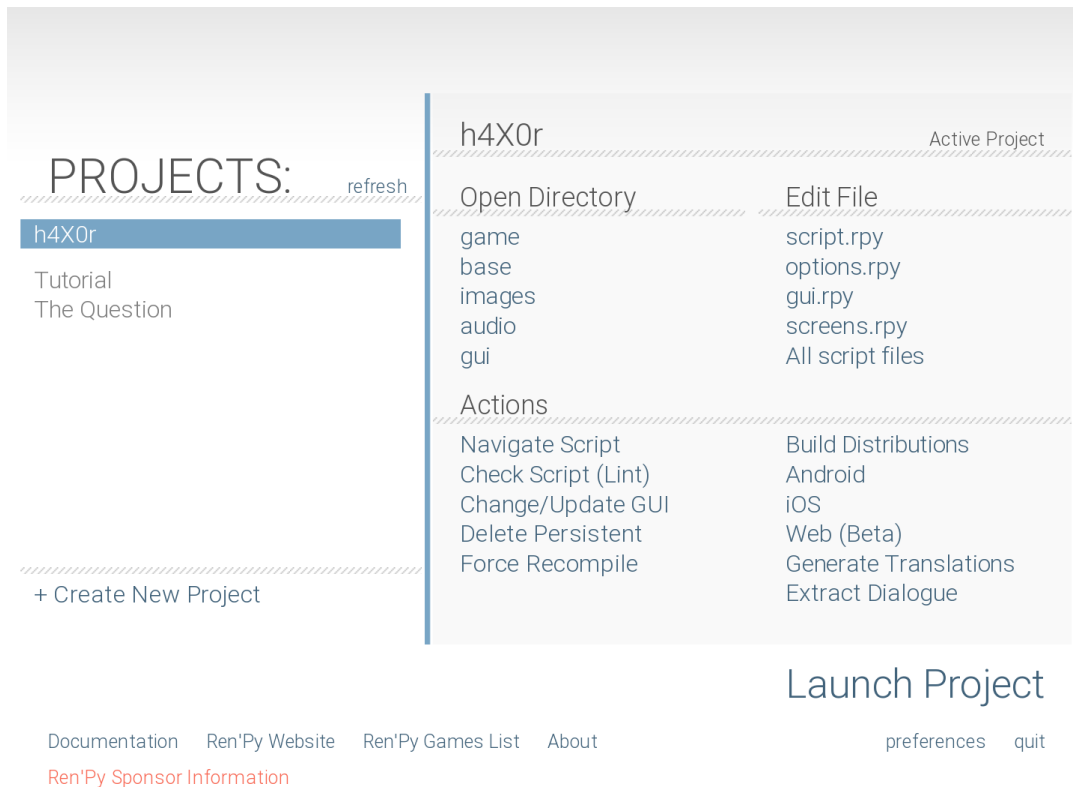 PROJECTS:
refresh
h4X0r
Tutorial
The Question
+ Create New Project
h4X0r
Active Project
Open Directory
game
base
images
audio
gui
Edit File
script.rpy
options.rpy
gui.rpy
screens.rpy
All script files
Actions
Navigate Script
Check Script (Lint)
Change/Update GUI
Delete Persistent
Force Recompile
Build Distributions
Android
iOS
Web (Beta)
Generate Translations
Extract Dialogue
Launch Project
Documentation Ren'Py Website Ren'Py Games List About preferences quit
Ren'Py Sponsor Information